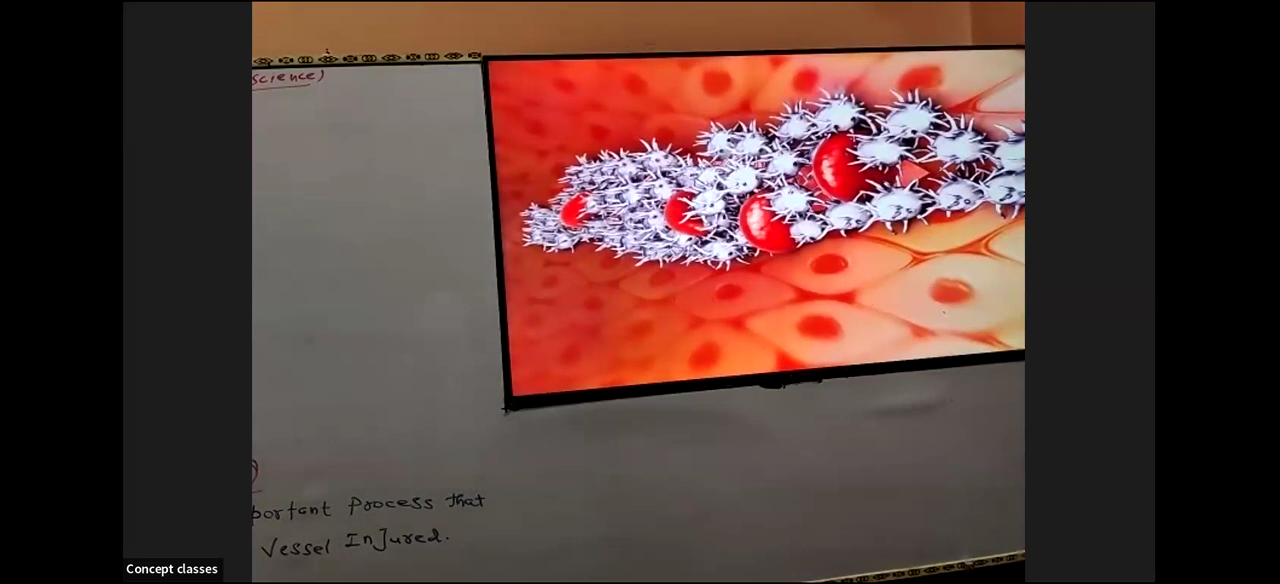 science)
portant Process that
Vessel Injured.
Concept classes